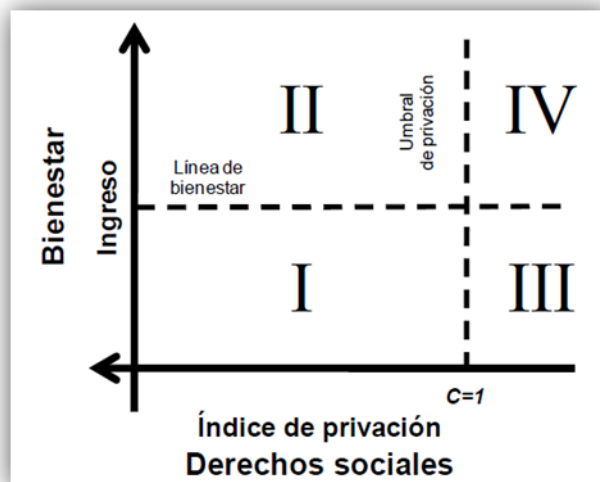 II
IV
Umbral
de privación
Línea de
bienestar
Bienestar
Ingreso
I
III
C=1
Índice de privación
Derechos sociales